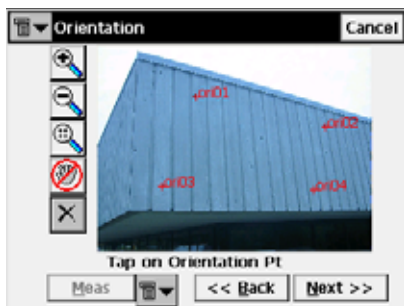 Orientation Cancel
ori01
ori02
ori03
ori04
Tap on Orientation Pt
Meas << Back Next >>